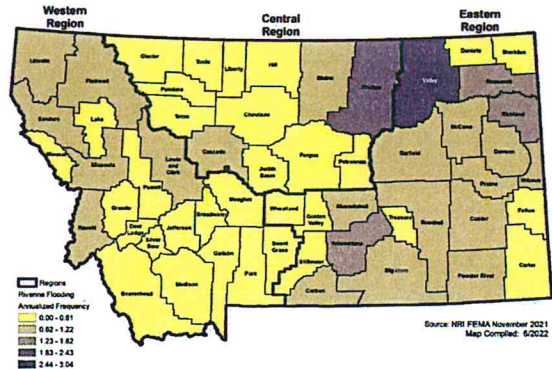 Western
Region
Central
Region
Eastern
Region
Lincoln
Flathead
Glacier
Toole
Liberty
Hill
Blaine
Phillips
Valley
Daniels
Sheridan
Roosevelt
Pondera
Sanders
Lake
Teton
Chouteau
Richland
McCone
Garfield
Dawson
Mineral
Missoula
Lewis and
Clark
Cascade
Judith
Basin
Fergus
Petroleum
Prairie
Wibaux
Powell
Meagher
Wheatland
Golden
Valley
Musselshell
Treasure
Rosebud
Custer
Fallon
Granite
Broadwater
Ravalli
Deer
Lodge
Silver
Bow
Jefferson
Gallatin
Park
Sweet
Grass
Stillwater
Yellowstone
Big Horn
Powder River
Carter
Carbon
Beaverhead
Madison
Regions
Riverine Flooding
Annualized Frequency
0.00 - 0.61
0.62 - 1.22
1.23 - 1.82
1.83 - 2.43
2.44 - 3.04
Source: NRI FEMA November 2021
Map Compiled: 6/2022